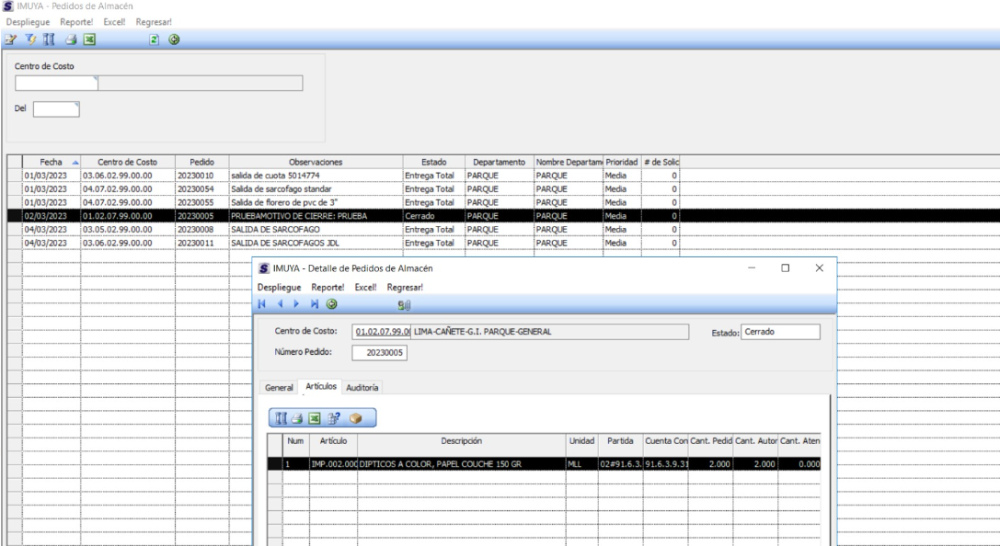 IMUYA - Pedidos de Almacén
Despliegue Reporte! Excel! Regresar!
Centro de Costo
Del
Fecha Centro de Costo Pedido Observaciones Estado Departamento Nombre Departam Prioridad # de Solic
01/03/2023 03.06.02.99.00.00 20230010 salida de cuota 5014774 Entrega Total PARQUE PARQUE Media 0
01/03/2023 04.07.02.99.00.00 20230054 Salida de sarcofago standar Entrega Total PARQUE PARQUE Media 0
01/03/2023 04.07.02.99.00.00 20230055 Salida de florero de pvc de 3" Entrega Total PARQUE PARQUE Media 0
02/03/2023 01.02.07.99.00.00 20230005 PRUEBAMOTIVO DE CIERRE: PRUEBA Cerrado PARQUE PARQUE Media 0
04/03/2023 03.05.02.99.00.00 20230008 SALIDA DE SARCOFAGO Entrega Total PARQUE PARQUE Media 0
04/03/2023 03.06.02.99.00.00 20230011 SALIDA DE SARCOFAGOS JDL Entrega Total PARQUE PARQUE Media 0
IMUYA - Detalle de Pedidos de Almacén
Despliegue Reporte! Excel! Regresar!
Centro de Costo: 01.02.07.99.0( LIMA-CAÑETE-G.I. PARQUE-GENERAL Estado: Cerrado
Número Pedido: 20230005
General Artículos Auditoría
Num Artículo Descripción Unidad Partida Cuenta Con Cant. Pedid Cant. Autor Cant. Aten
1 IMP.002.000 DIPTICOS A COLOR, PAPEL COUCHE 150 GR MLL 02#91.6.3. 91.6.3.9.31 2.000 2.000 0.000